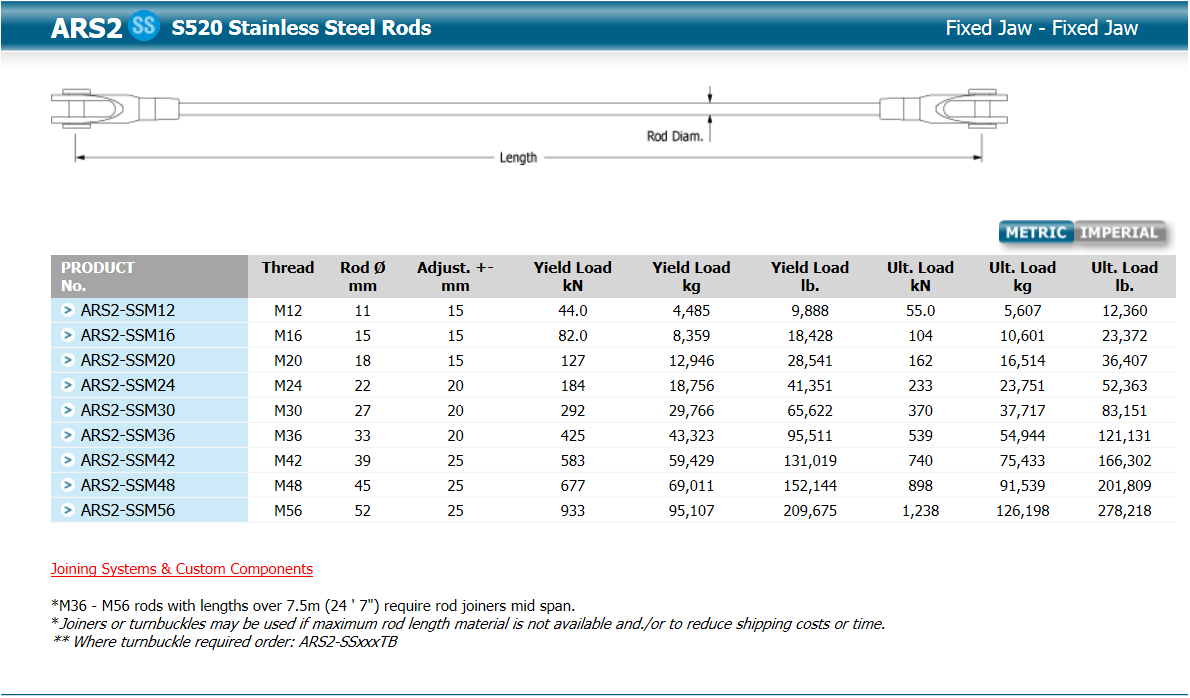 ARS2 SS S520 Stainless Steel Rods Fixed Jaw - Fixed Jaw
Rod Diam.
Length
METRIC IMPERIAL
PRODUCT No. Thread Rod Ø mm Adjust. +- mm Yield Load kN Yield Load kg Yield Load lb. Ult. Load kN Ult. Load kg Ult. Load lb.
> ARS2-SSM12 M12 11 15 44.0 4,485 9,888 55.0 5,607 12,360
> ARS2-SSM16 M16 15 15 82.0 8,359 18,428 104 10,601 23,372
> ARS2-SSM20 M20 18 15 127 12,946 28,541 162 16,514 36,407
> ARS2-SSM24 M24 22 20 184 18,756 41,351 233 23,751 52,363
> ARS2-SSM30 M30 27 20 292 29,766 65,622 370 37,717 83,151
> ARS2-SSM36 M36 33 20 425 43,323 95,511 539 54,944 121,131
> ARS2-SSM42 M42 39 25 583 59,429 131,019 740 75,433 166,302
> ARS2-SSM48 M48 45 25 677 69,011 152,144 898 91,539 201,809
> ARS2-SSM56 M56 52 25 933 95,107 209,675 1,238 126,198 278,218
Joining Systems & Custom Components
*M36 - M56 rods with lengths over 7.5m (24 ' 7") require rod joiners mid span.
*Joiners or turnbuckles may be used if maximum rod length material is not available and./or to reduce shipping costs or time.
** Where turnbuckle required order: ARS2-SSxxxTB